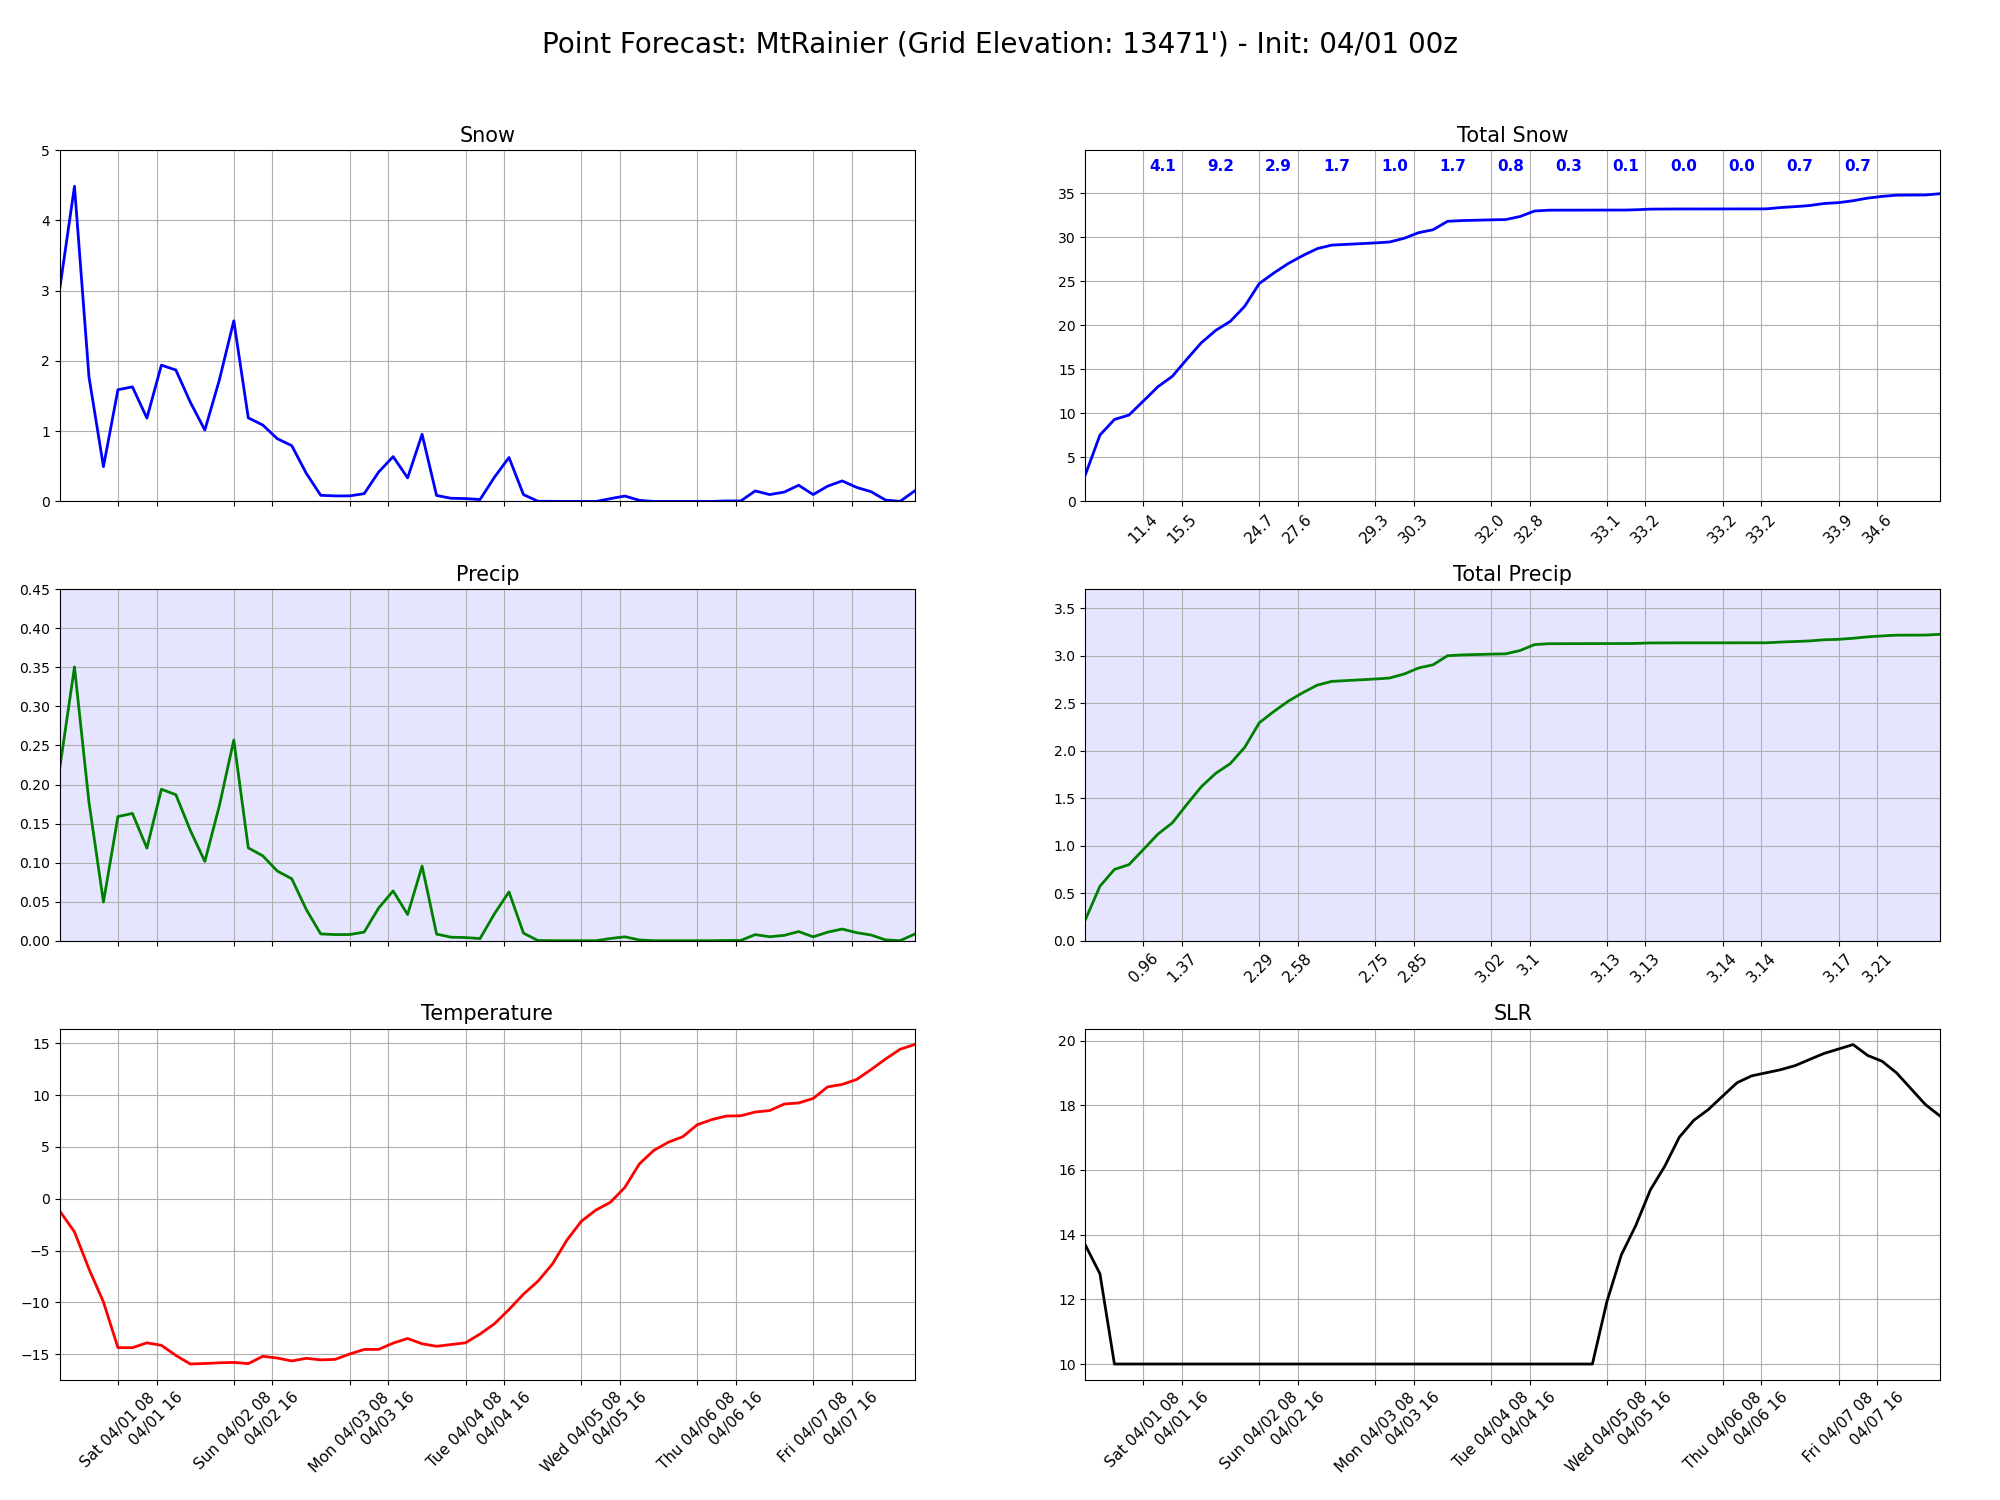 Point Forecast: MtRainier (Grid Elevation: 13471') - Init: 04/01 00z
Snow
5
4
3
2
1
0
Total Snow
4.1 9.2 2.9 1.7 1.0 1.7 0.8 0.3 0.1 0.0 0.0 0.7 0.7
35
30
25
20
15
10
5
0
11.4 15.5 24.7 27.6 29.3 30.3 32.0 32.8 33.1 33.2 33.2 33.2 33.9 34.6
Precip
0.45
0.40
0.35
0.30
0.25
0.20
0.15
0.10
0.05
0.00
Total Precip
3.5
3.0
2.5
2.0
1.5
1.0
0.5
0.0
0.96 1.37 2.29 2.58 2.75 2.85 3.02 3.1 3.13 3.13 3.14 3.14 3.17 3.21
Temperature
15
10
5
0
−5
−10
−15
Sat 04/01 08
04/01 16
Sun 04/02 08
04/02 16
Mon 04/03 08
04/03 16
Tue 04/04 08
04/04 16
Wed 04/05 08
04/05 16
Thu 04/06 08
04/06 16
Fri 04/07 08
04/07 16
SLR
20
18
16
14
12
10
Sat 04/01 08
04/01 16
Sun 04/02 08
04/02 16
Mon 04/03 08
04/03 16
Tue 04/04 08
04/04 16
Wed 04/05 08
04/05 16
Thu 04/06 08
04/06 16
Fri 04/07 08
04/07 16